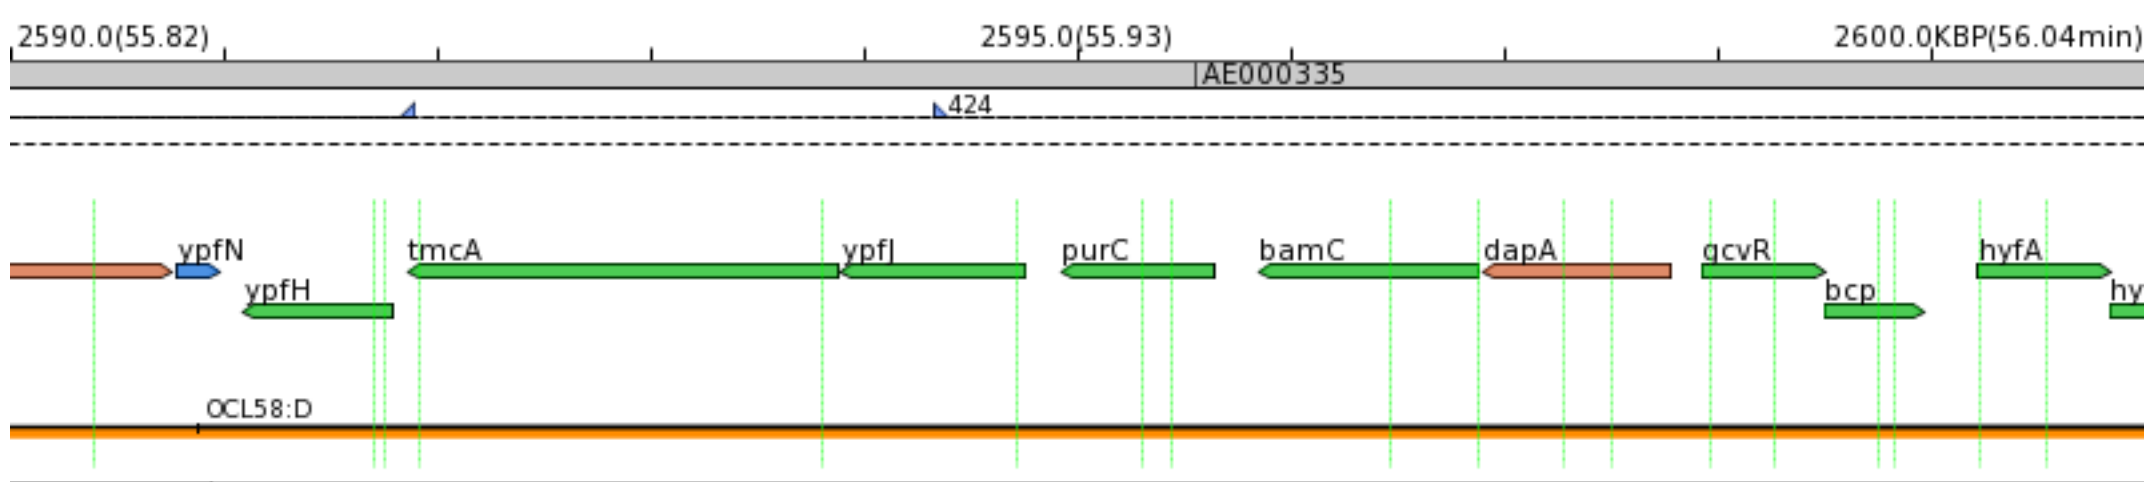 2590.0(55.82) 2595.0(55.93) 2600.0KBP(56.04min)
AE000335
424
ypfN tmcA ypfJ purC bamC dapA gcvR hyfA
ypfH bcp hy
OCL58:D